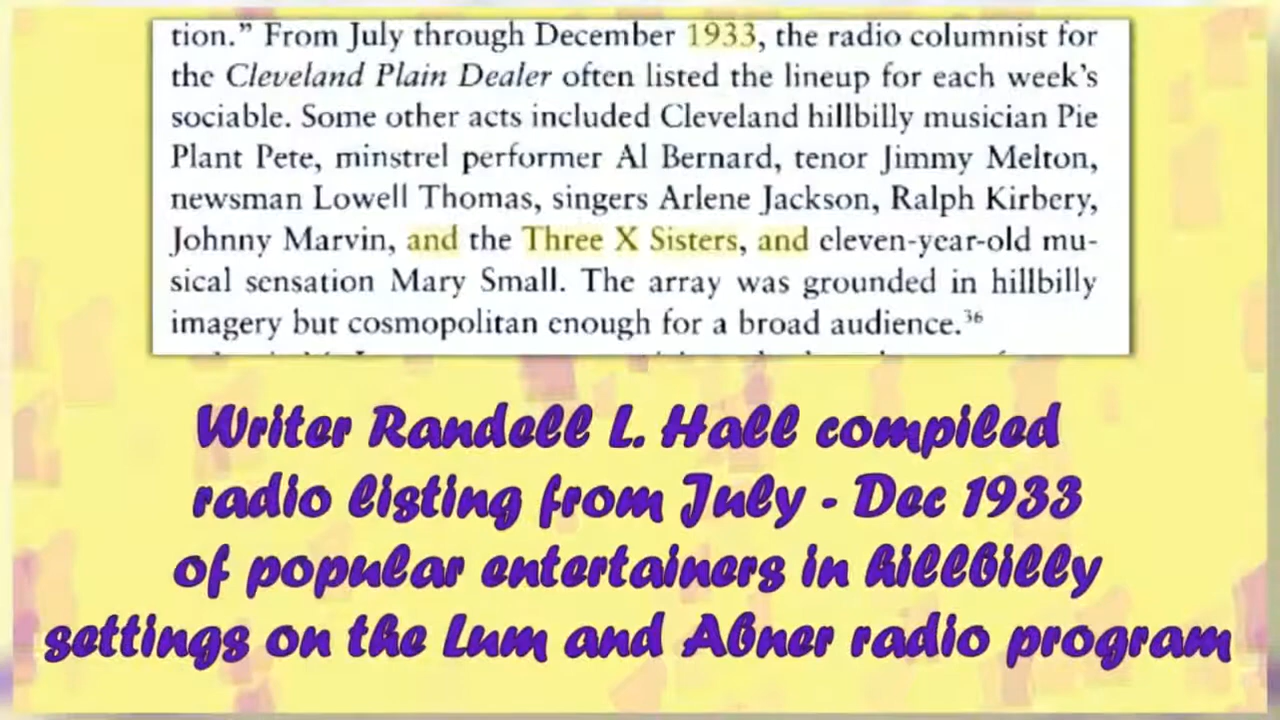 tion.” From July through December 1933, the radio columnist for
the Cleveland Plain Dealer often listed the lineup for each week’s
sociable. Some other acts included Cleveland hillbilly musician Pie
Plant Pete, minstrel performer Al Bernard, tenor Jimmy Melton,
newsman Lowell Thomas, singers Arlene Jackson, Ralph Kirbery,
Johnny Marvin, and the Three X Sisters, and eleven-year-old mu-
sical sensation Mary Small. The array was grounded in hillbilly
imagery but cosmopolitan enough for a broad audience.36
Writer Randell L. Hall compiled
radio listing from July - Dec 1933
of popular entertainers in hillbilly
settings on the Lum and Abner radio program